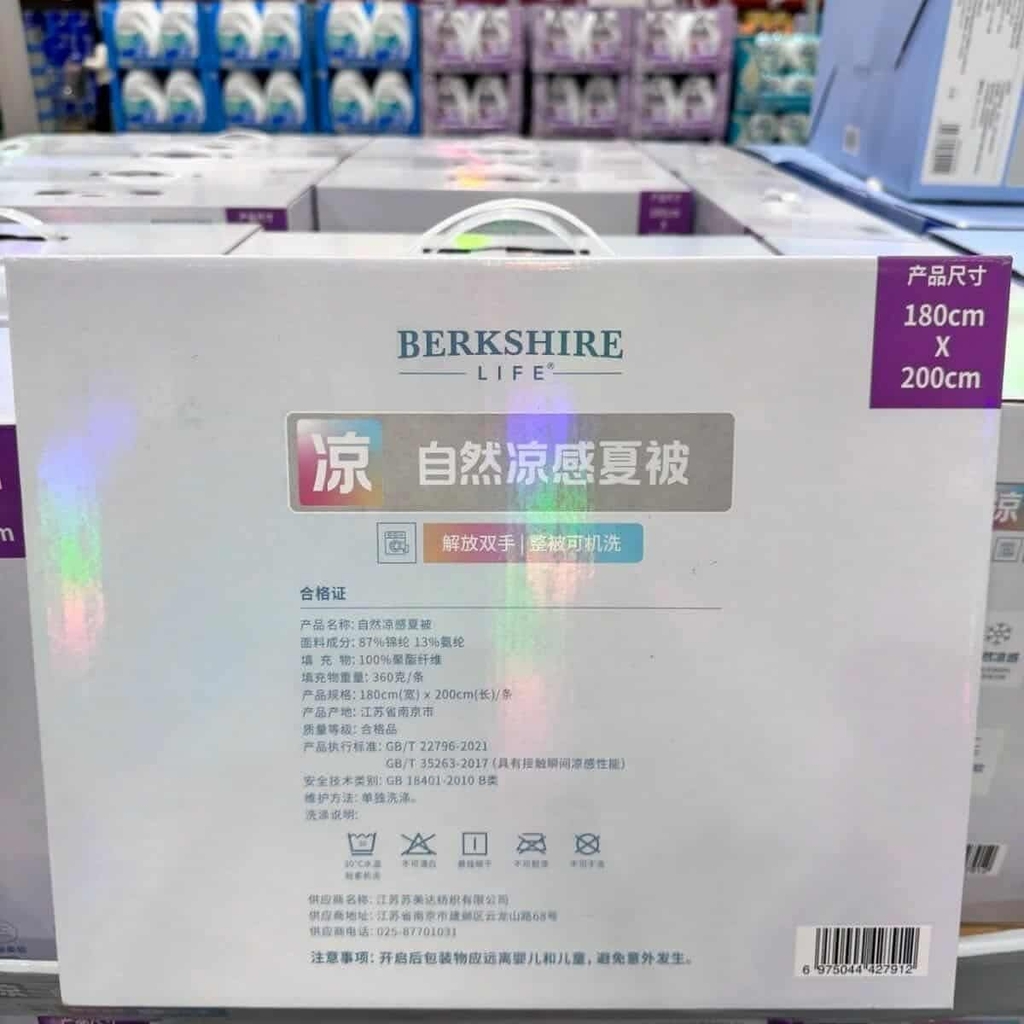 产品尺寸
180cm
X
200cm
BERKSHIRE
LIFE®
凉 自然凉感夏被
解放双手 | 整被可机洗
合格证
产品名称: 自然凉感夏被
面料成分: 87%锦纶 13%氨纶
填 充 物: 100%聚酯纤维
填充物重量: 360克/条
产品规格: 180cm(宽) x 200cm(长)/条
产品产地: 江苏省南京市
质量等级: 合格品
产品执行标准: GB/T 22796-2021
GB/T 35263-2017 (具有接触瞬间凉感性能)
安全技术类别: GB 18401-2010 B类
维护方法: 单独洗涤。
洗涤说明:
不可漂白 悬挂晾干 不可熨烫 不可干洗
供应商名称: 江苏苏美达纺织有限公司
供应商地址: 江苏省南京市建邺区云龙山路68号
供应商电话: 025-87701031
注意事项: 开启后包装物应远离婴儿和儿童, 避免意外发生。
6 975044 427912